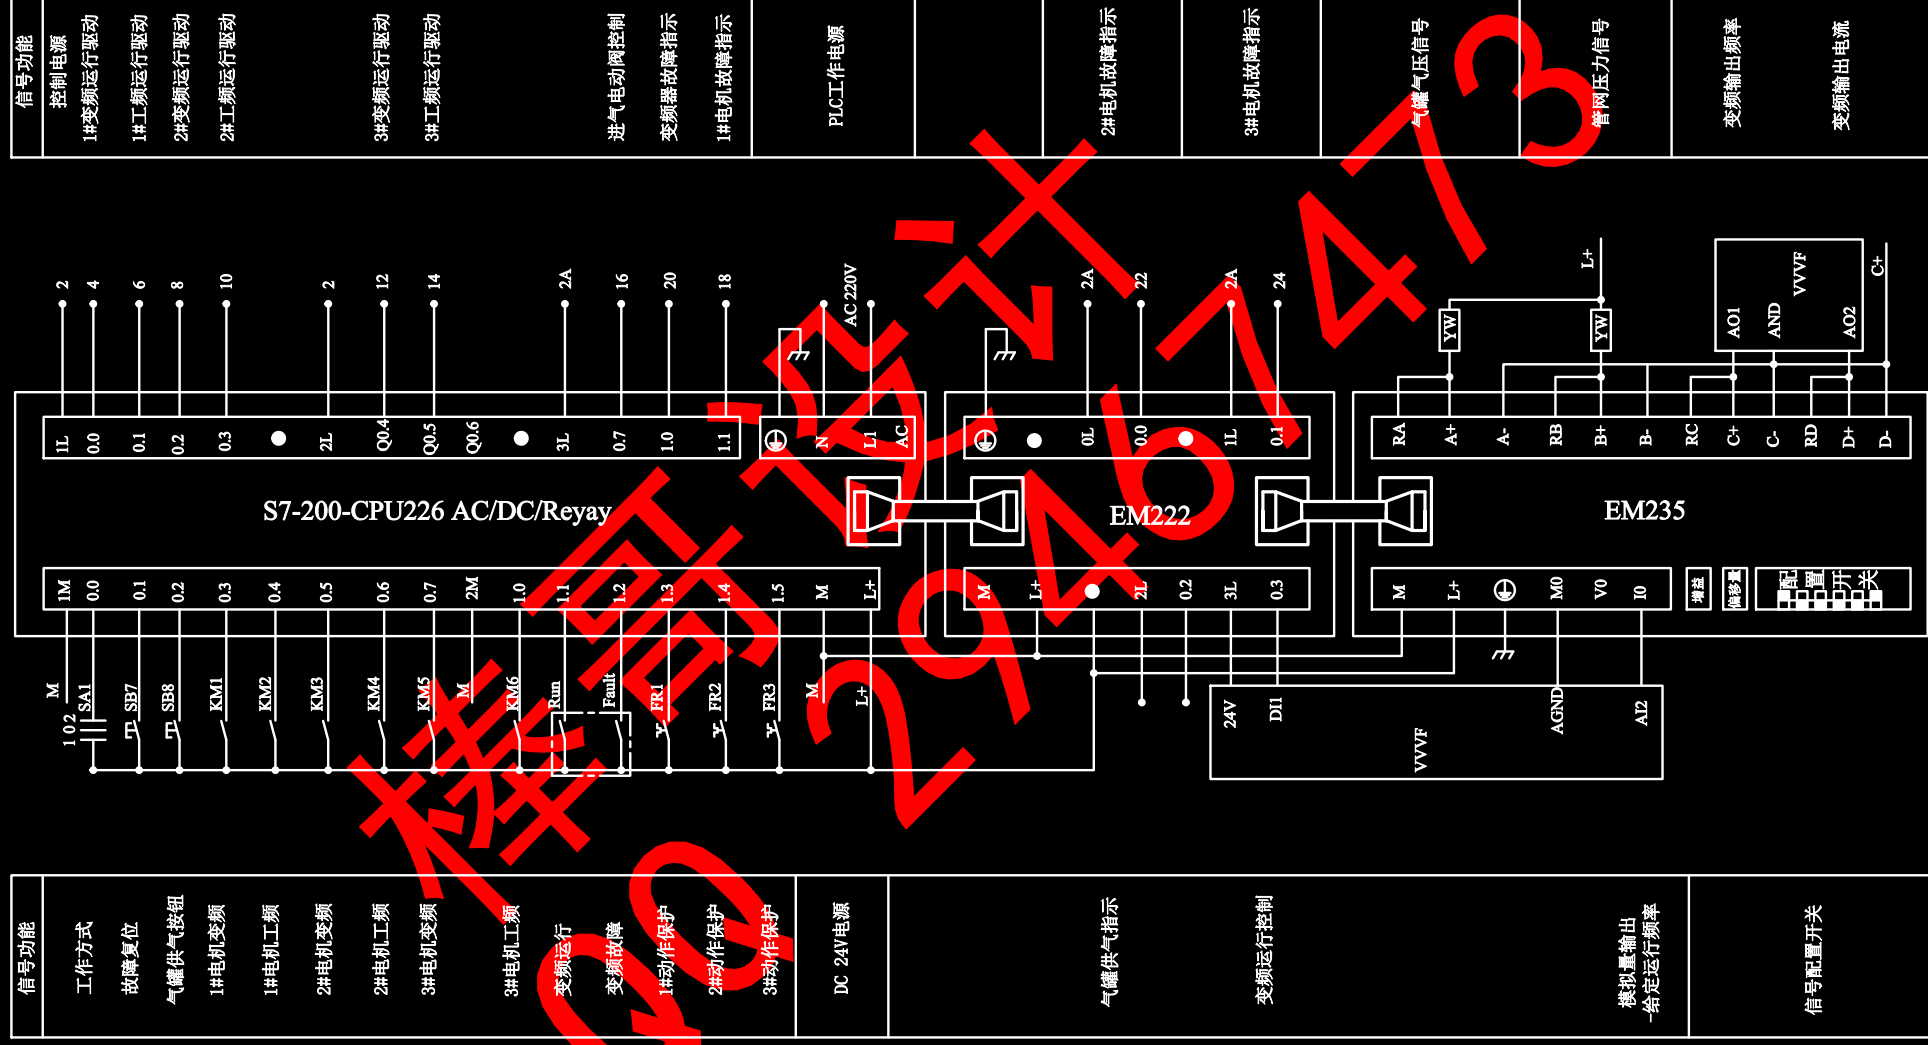 信号功能
控制电源
1#变频运行驱动
1#工频运行驱动
2#变频运行驱动
2#工频运行驱动
3#变频运行驱动
3#工频运行驱动
进气电动阀控制
变频器故障指示
1#电机故障指示
PLC工作电源
2#电机故障指示
3#电机故障指示
气罐气压信号
管网压力信号
变频输出频率
变频输出电流
2
4
6
8
10
2
12
14
2A
16
20
18
AC 220V
2A
22
2A
24
L+
C+
YW
YW
AO1
AND
AO2
VVVF
1L
0.0
0.1
0.2
0.3
2L
Q0.4
Q0.5
Q0.6
3L
0.7
1.0
1.1
N
L1
AC
0L
0.0
1L
0.1
RA
A+
A-
RB
B+
B-
RC
C+
C-
RD
D+
D-
S7-200-CPU226 AC/DC/Reyay
EM222
EM235
1M
0.0
0.1
0.2
0.3
0.4
0.5
0.6
0.7
2M
1.0
1.1
1.2
1.3
1.4
1.5
M
L+
M
L+
2L
0.2
3L
0.3
M
L+
M0
V0
I0
增益
偏移量
配置开关
M
1 0 2
SA1
SB7
SB8
KM1
KM2
KM3
KM4
KM5
M
KM6
Run
Fault
FR1
FR2
FR3
M
L+
24V
DI1
VVVF
AGND
AI2
信号功能
工作方式
故障复位
气罐供气按钮
1#电机变频
1#电机工频
2#电机变频
2#电机工频
3#电机变频
3#电机工频
变频运行
变频故障
1#动作保护
2#动作保护
3#动作保护
DC 24V电源
气罐供气指示
变频运行控制
模拟量输出
-给定运行频率
信号配置开关
棒哥设计
QQ 29467473